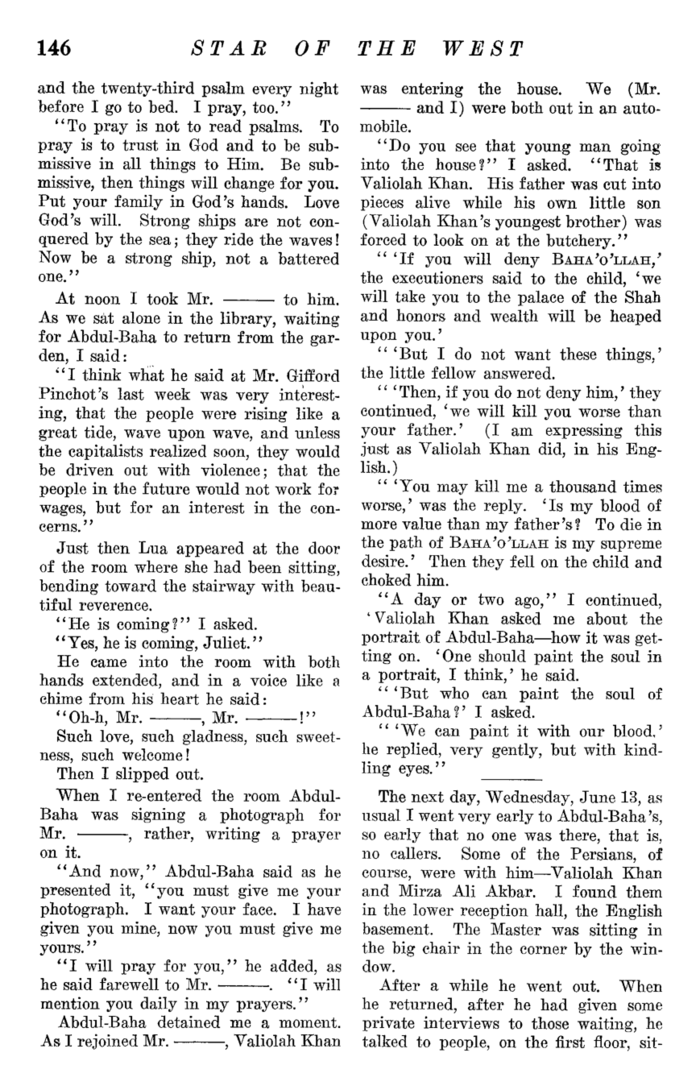 146 STAR OF THE WEST
and the twenty-third psalm every night
before I go to bed. I pray, too.''
``To pray is not to read psalms. To
pray is to trust in God and to be sub-
missive in all things to Him. Be sub-
missive, then things will change for you.
Put your family in God's hands. Love
God's will. Strong ships are not con-
quered by the sea; they ride the waves!
Now be a strong ship, not a battered
one.''
At noon I took Mr. ——— to him.
As we sat alone in the library, waiting
for Abdul-Baha to return from the gar-
den, I said:
``I think what he said at Mr. Gifford
Pinchot's last week was very interest-
ing, that the people were rising like a
great tide, wave upon wave, and unless
the capitalists realized soon, they would
be driven out with violence; that the
people in the future would not work for
wages, but for an interest in the con-
cerns.''
Just then Lua appeared at the door
of the room where she had been sitting,
bending toward the stairway with beau-
tiful reverence.
``He is coming?'' I asked.
``Yes, he is coming, Juliet.''
He came into the room with both
hands extended, and in a voice like a
chime from his heart he said:
``Oh-h, Mr. ———, Mr. ———!''
Such love, such gladness, such sweet-
ness, such welcome!
Then I slipped out.
When I re-entered the room Abdul-
Baha was signing a photograph for
Mr. ———, rather, writing a prayer
on it.
``And now,'' Abdul-Baha said as he
presented it, ``you must give me your
photograph. I want your face. I have
given you mine, now you must give me
yours.''
``I will pray for you,'' he added, as
he said farewell to Mr. ———. ``I will
mention you daily in my prayers.''
Abdul-Baha detained me a moment.
As I rejoined Mr. ———, Valiolah Khan
was entering the house. We (Mr.
——— and I) were both out in an auto-
mobile.
``Do you see that young man going
into the house?'' I asked. ``That is
Valiolah Khan. His father was cut into
pieces alive while his own little son
(Valiolah Khan's youngest brother) was
forced to look on at the butchery.''
`` `If you will deny BAHA'O'LLAH,'
the executioners said to the child, `we
will take you to the palace of the Shah
and honors and wealth will be heaped
upon you.'
`` `But I do not want these things,'
the little fellow answered.
`` `Then, if you do not deny him,' they
continued, `we will kill you worse than
your father.' (I am expressing this
just as Valiolah Khan did, in his Eng-
lish.)
`` `You may kill me a thousand times
worse,' was the reply. `Is my blood of
more value than my father's? To die in
the path of BAHA'O'LLAH is my supreme
desire.' Then they fell on the child and
choked him.
``A day or two ago,'' I continued,
`Valiolah Khan asked me about the
portrait of Abdul-Baha—how it was get-
ting on. `One should paint the soul in
a portrait, I think,' he said.
`` `But who can paint the soul of
Abdul-Baha?' I asked.
`` `We can paint it with our blood,'
he replied, very gently, but with kind-
ling eyes.''
The next day, Wednesday, June 13, as
usual I went very early to Abdul-Baha's,
so early that no one was there, that is,
no callers. Some of the Persians, of
course, were with him—Valiolah Khan
and Mirza Ali Akbar. I found them
in the lower reception hall, the English
basement. The Master was sitting in
the big chair in the corner by the win-
dow.
After a while he went out. When
he returned, after he had given some
private interviews to those waiting, he
talked to people, on the first floor, sit-